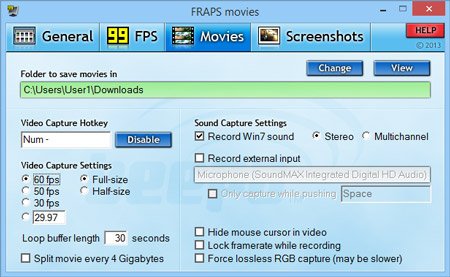 FRAPS movies
General
99 FPS
Movies
Screenshots
HELP
© 2013
Folder to save movies in
Change
View
C:\Users\User1\Downloads
Video Capture Hotkey
Num -
Disable
Video Capture Settings
60 fps
Full-size
50 fps
Half-size
30 fps
29.97
Loop buffer length 30 seconds
Split movie every 4 Gigabytes
Sound Capture Settings
Record Win7 sound
Stereo
Multichannel
Record external input
Microphone (SoundMAX Integrated Digital HD Audio)
Only capture while pushing
Space
Hide mouse cursor in video
Lock framerate while recording
Force lossless RGB capture (may be slower)